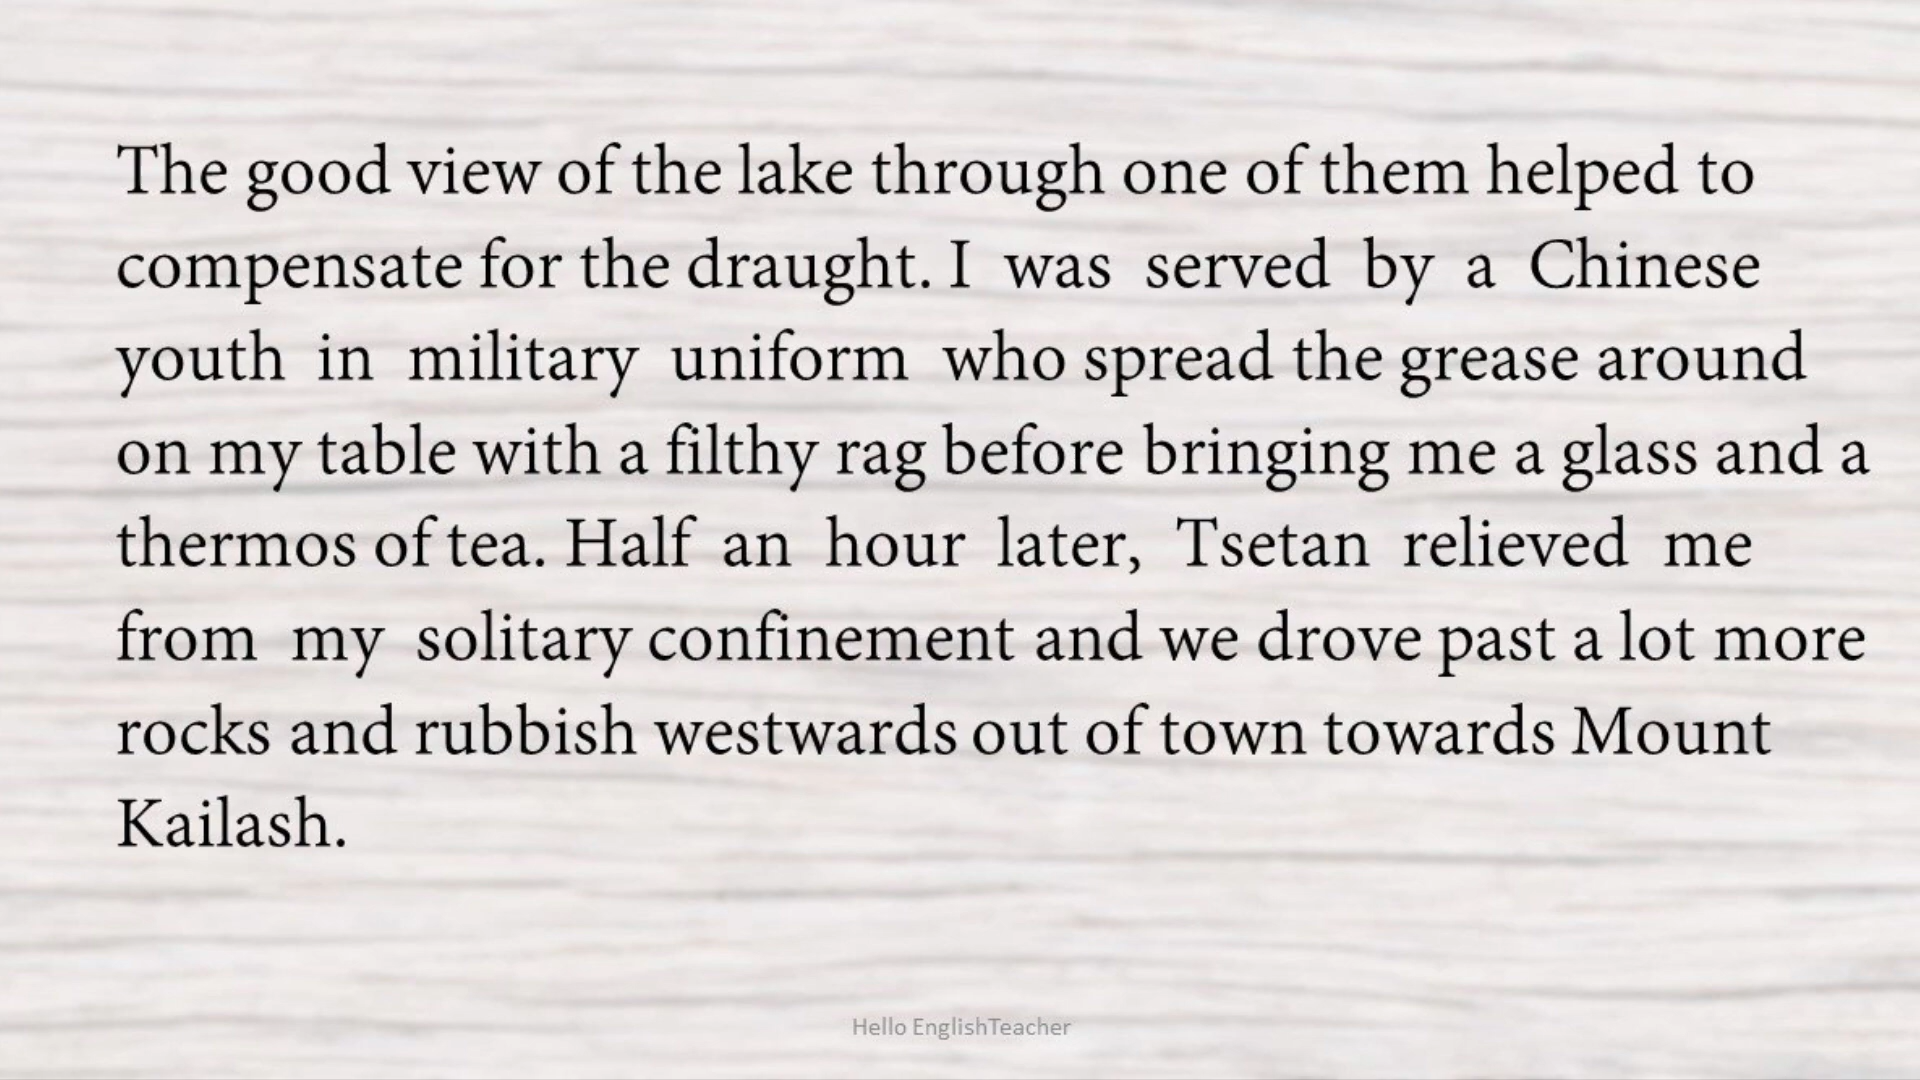 The good view of the lake through one of them helped to
compensate for the draught. I was served by a Chinese
youth in military uniform who spread the grease around
on my table with a filthy rag before bringing me a glass and a
thermos of tea. Half an hour later, Tsetan relieved me
from my solitary confinement and we drove past a lot more
rocks and rubbish westwards out of town towards Mount
Kailash.
Hello EnglishTeacher